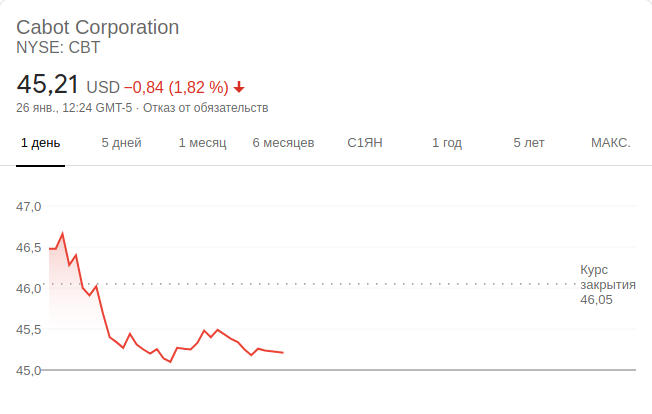 Cabot Corporation
NYSE: CBT
45,21 USD −0,84 (1,82 %)
26 янв., 12:24 GMT-5 · Отказ от обязательств
1 день 5 дней 1 месяц 6 месяцев С1ЯН 1 год 5 лет МАКС.
47,0
46,5
46,0
45,5
45,0
Курс
закрытия
46,05